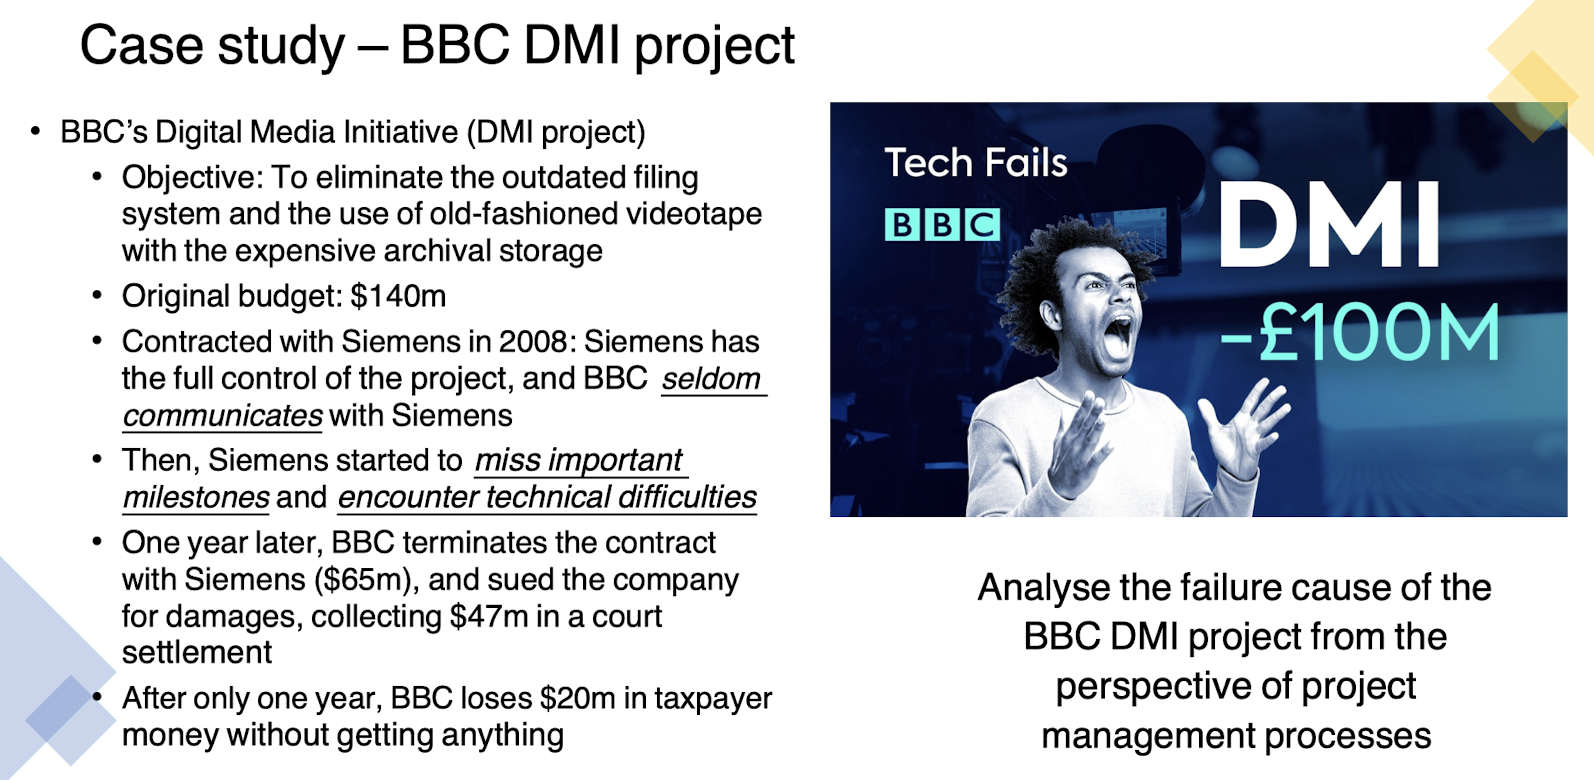 Case study – BBC DMI project
• BBC’s Digital Media Initiative (DMI project)
• Objective: To eliminate the outdated filing
system and the use of old-fashioned videotape
with the expensive archival storage
• Original budget: $140m
• Contracted with Siemens in 2008: Siemens has
the full control of the project, and BBC seldom
communicates with Siemens
• Then, Siemens started to miss important
milestones and encounter technical difficulties
• One year later, BBC terminates the contract
with Siemens ($65m), and sued the company
for damages, collecting $47m in a court
settlement
• After only one year, BBC loses $20m in taxpayer
money without getting anything
Tech Fails
BBC
DMI
-£100M
Analyse the failure cause of the
BBC DMI project from the
perspective of project
management processes